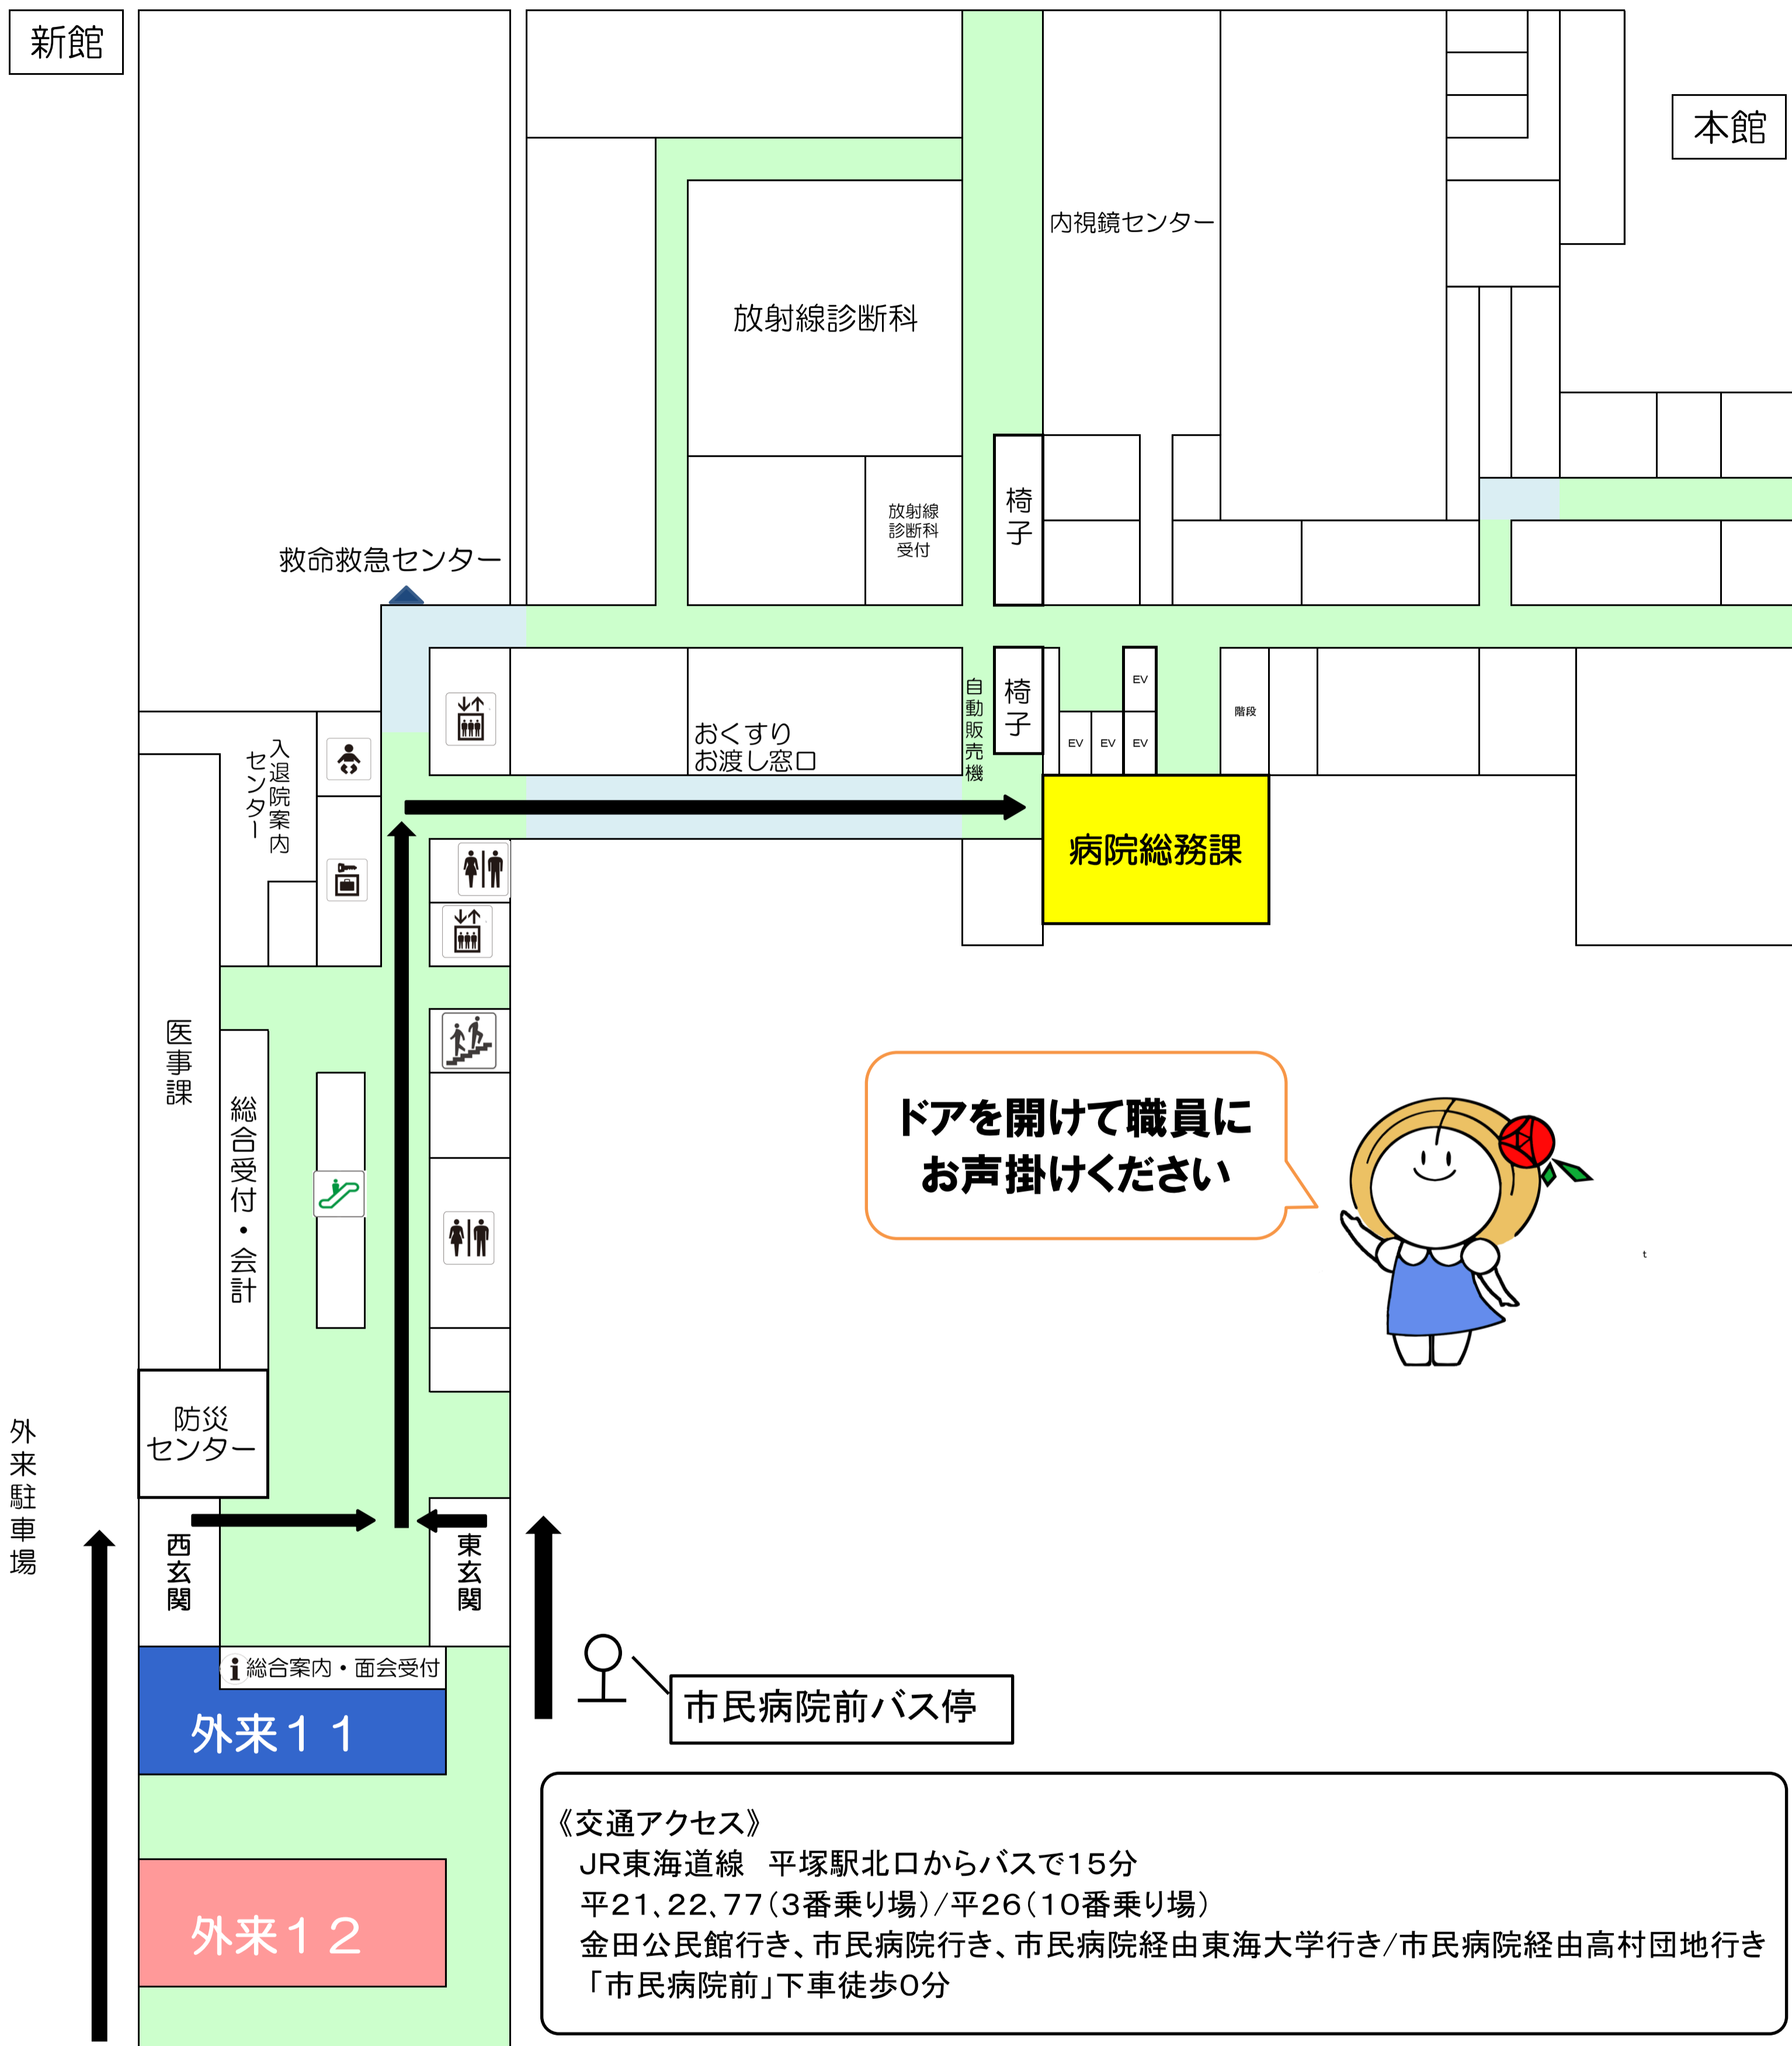 新館
本館
内視鏡センター
放射線診断科
放射線
診断科
受付
椅子
救命救急センター
椅子
自動販売機
EV
EV
EV
EV
階段
おくすり
お渡し窓口
入退院案内
センター
病院総務課
医事課
総合受付・会計
ドアを開けて職員に
お声掛けください
t
防災
センター
外来駐車場
西玄関
東玄関
i総合案内・面会受付
市民病院前バス停
外来11
外来12
《交通アクセス》
JR東海道線　平塚駅北口からバスで15分
平21、22、77(3番乗り場)/平26(10番乗り場)
金田公民館行き、市民病院行き、市民病院経由東海大学行き/市民病院経由高村団地行き
「市民病院前」下車徒歩0分